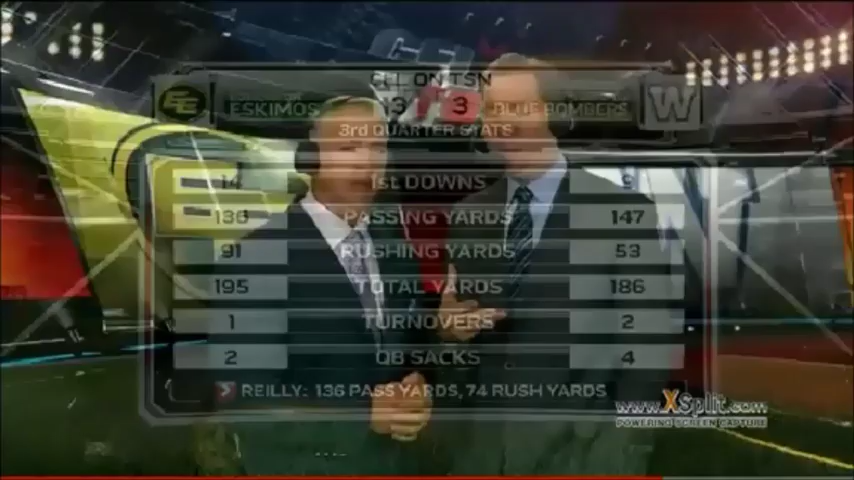 CFL ON TSN
ESKIMOS 13 3 BLUE BOMBERS
3rd QUARTER STATS
14 1st DOWNS
136 PASSING YARDS 147
91 RUSHING YARDS 53
195 TOTAL YARDS 186
1 TURNOVERS 2
2 QB SACKS 4
REILLY: 136 PASS YARDS, 74 RUSH YARDS
www.XSplit.com
POWERING SCREEN CAPTURE